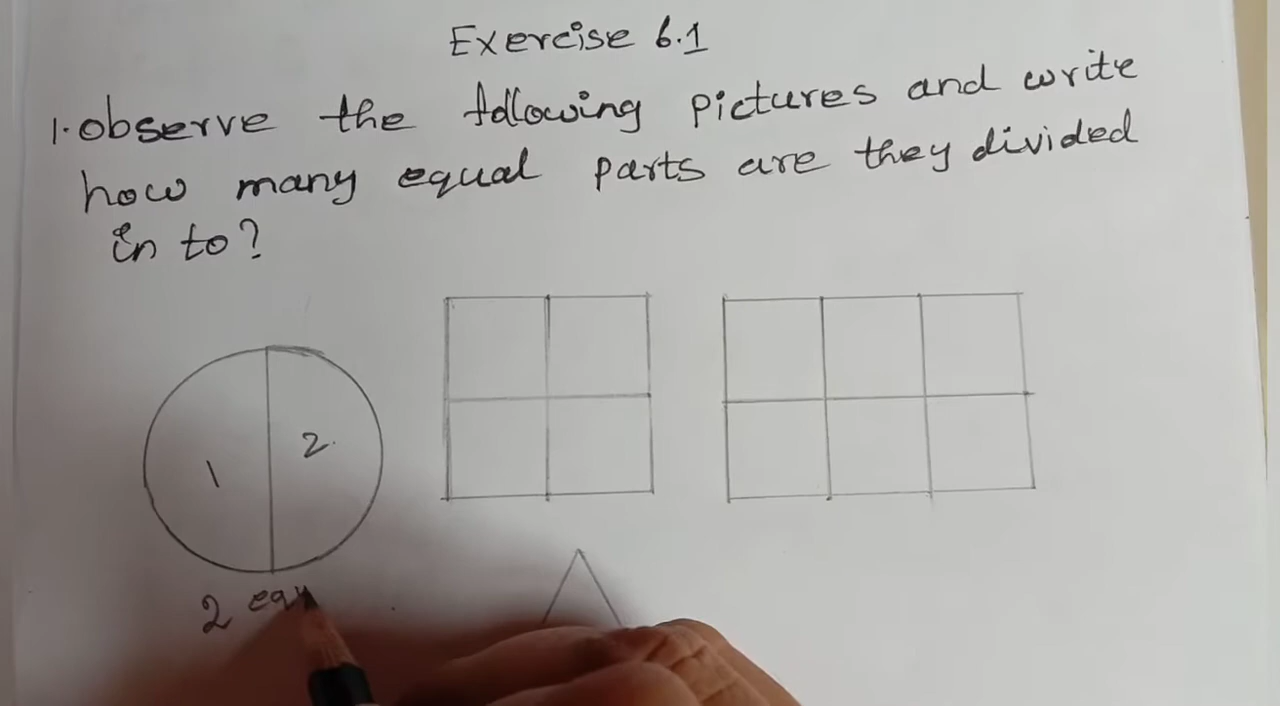 Exercise 6.1
1. observe the following pictures and write
how many equal parts are they divided
in to?
1
2
2 equ